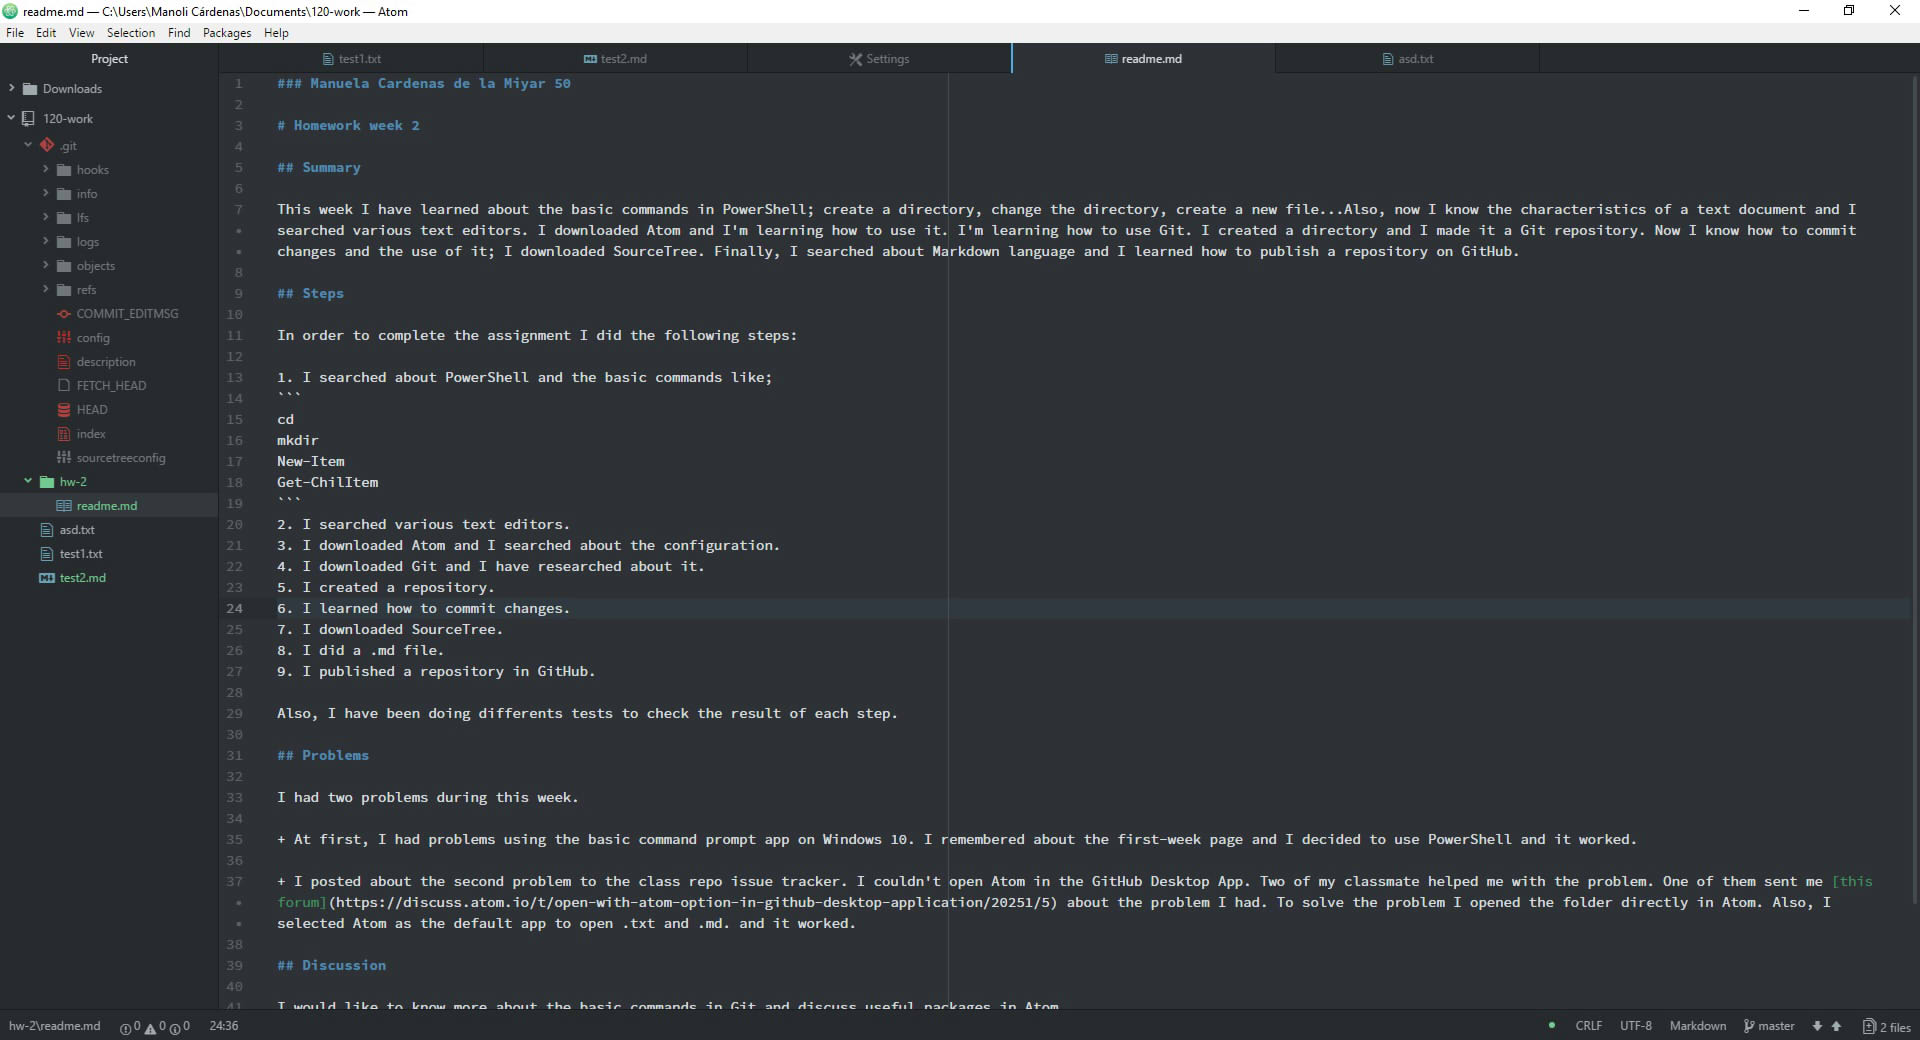 readme.md — C:\Users\Manoli Cárdenas\Documents\120-work — Atom
File Edit View Selection Find Packages Help
Project
test1.txt
test2.md
Settings
readme.md
asd.txt
Downloads
120-work
.git
hooks
info
lfs
logs
objects
refs
COMMIT_EDITMSG
config
description
FETCH_HEAD
HEAD
index
sourcetreeconfig
hw-2
readme.md
asd.txt
test1.txt
test2.md
1 ### Manuela Cardenas de la Miyar 50
2
3 # Homework week 2
4
5 ## Summary
6
7 This week I have learned about the basic commands in PowerShell; create a directory, change the directory, create a new file...Also, now I know the characteristics of a text document and I
• searched various text editors. I downloaded Atom and I'm learning how to use it. I'm learning how to use Git. I created a directory and I made it a Git repository. Now I know how to commit
• changes and the use of it; I downloaded SourceTree. Finally, I searched about Markdown language and I learned how to publish a repository on GitHub.
8
9 ## Steps
10
11 In order to complete the assignment I did the following steps:
12
13 1. I searched about PowerShell and the basic commands like;
14 ```
15 cd
16 mkdir
17 New-Item
18 Get-ChilItem
19 ```
20 2. I searched various text editors.
21 3. I downloaded Atom and I searched about the configuration.
22 4. I downloaded Git and I have researched about it.
23 5. I created a repository.
24 6. I learned how to commit changes.
25 7. I downloaded SourceTree.
26 8. I did a .md file.
27 9. I published a repository in GitHub.
28
29 Also, I have been doing differents tests to check the result of each step.
30
31 ## Problems
32
33 I had two problems during this week.
34
35 + At first, I had problems using the basic command prompt app on Windows 10. I remembered about the first-week page and I decided to use PowerShell and it worked.
36
37 + I posted about the second problem to the class repo issue tracker. I couldn't open Atom in the GitHub Desktop App. Two of my classmate helped me with the problem. One of them sent me [this
• forum](https://discuss.atom.io/t/open-with-atom-option-in-github-desktop-application/20251/5) about the problem I had. To solve the problem I opened the folder directly in Atom. Also, I
• selected Atom as the default app to open .txt and .md. and it worked.
38
39 ## Discussion
40
41 I would like to know more about the basic commands in Git and discuss useful packages in Atom
hw-2\readme.md 0 0 0 24:36 CRLF UTF-8 Markdown master 2 files